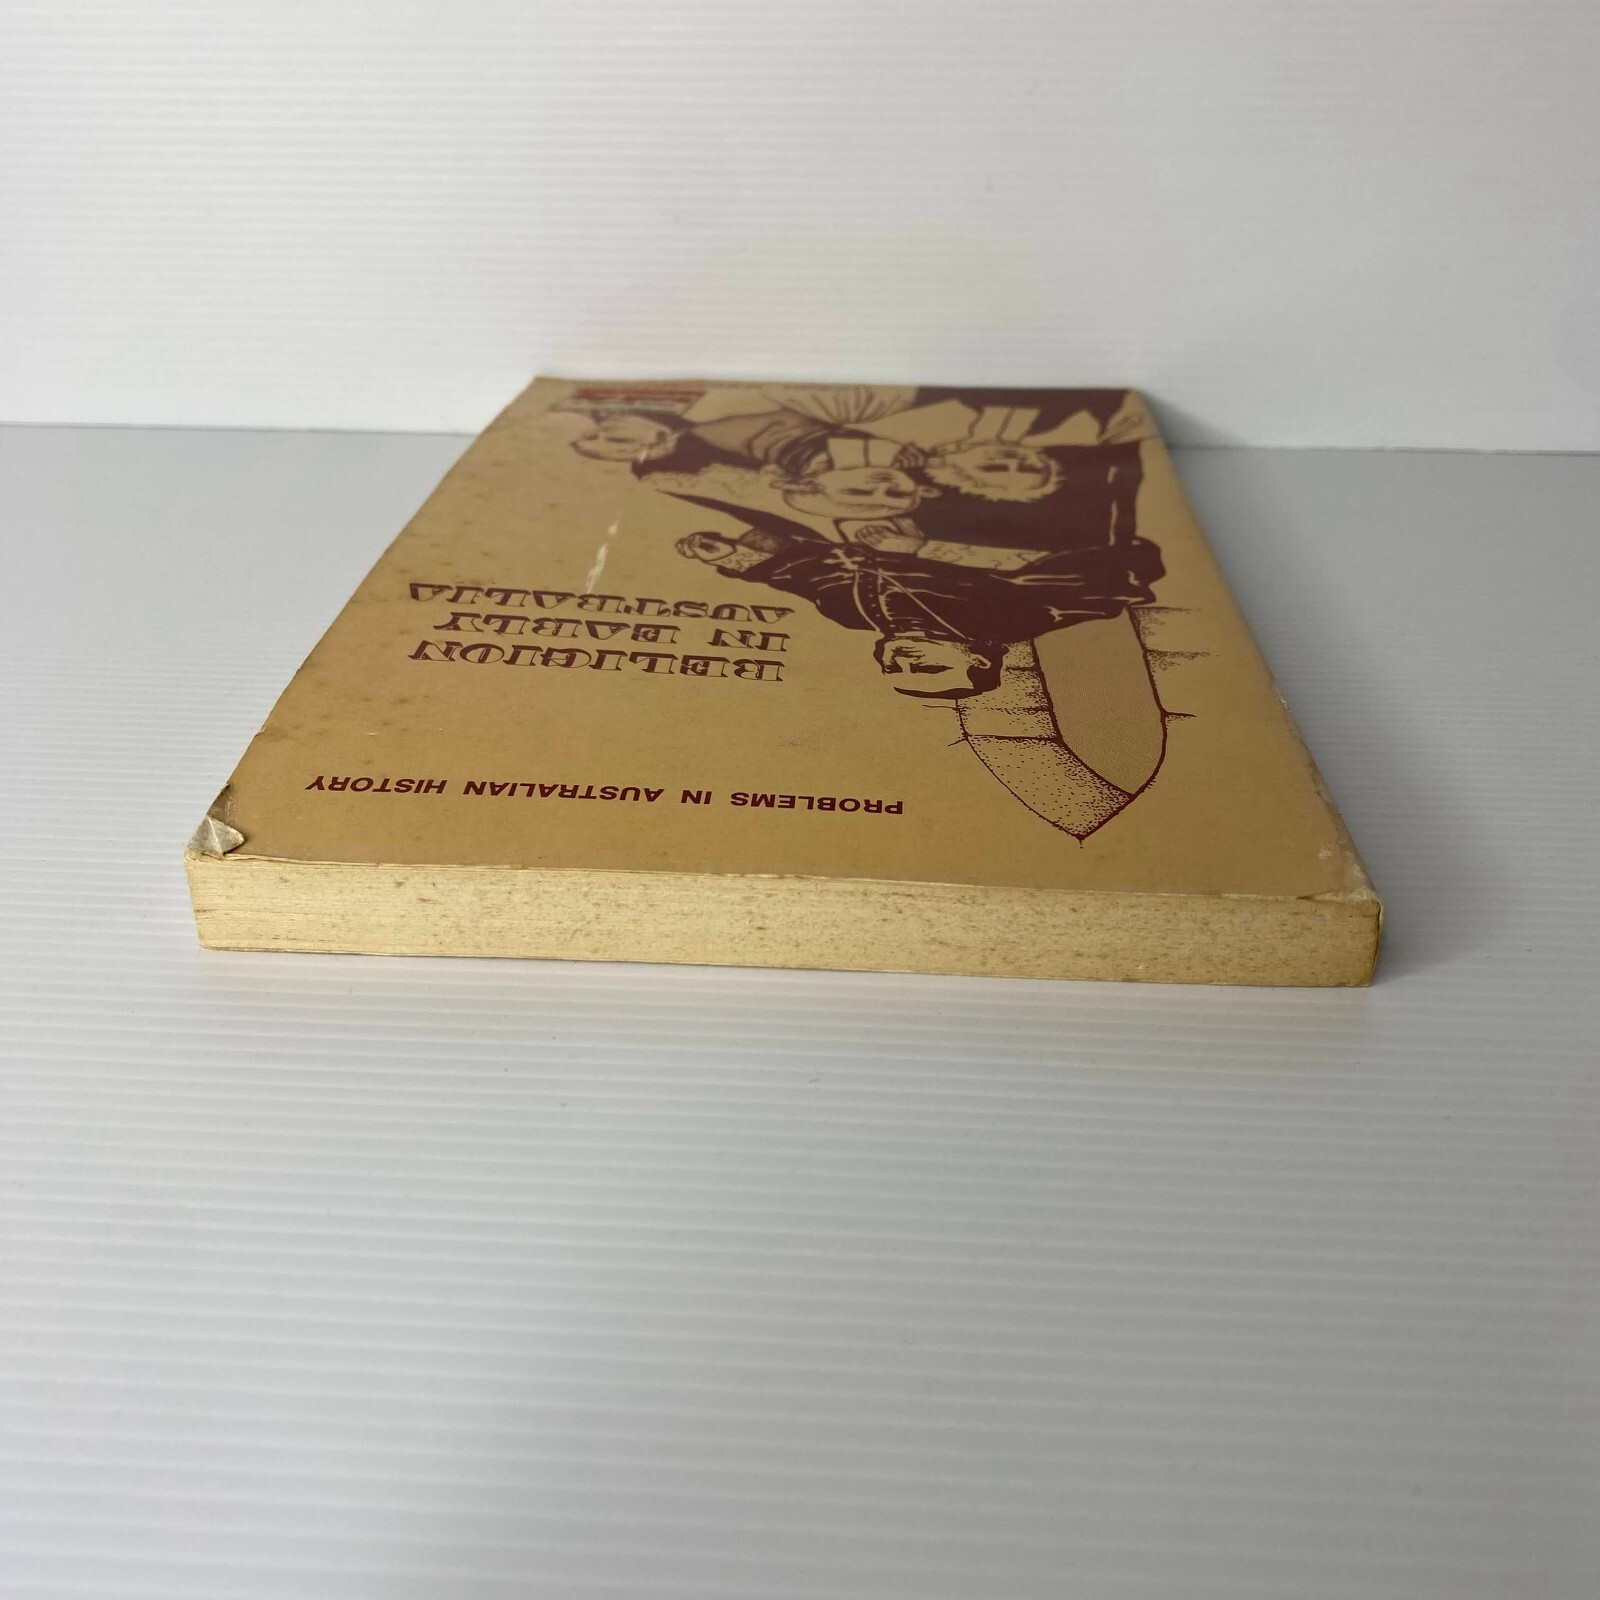 PROBLEMS IN AUSTRALIAN HISTORY
RELIGION
IN EARLY
AUSTRALIA